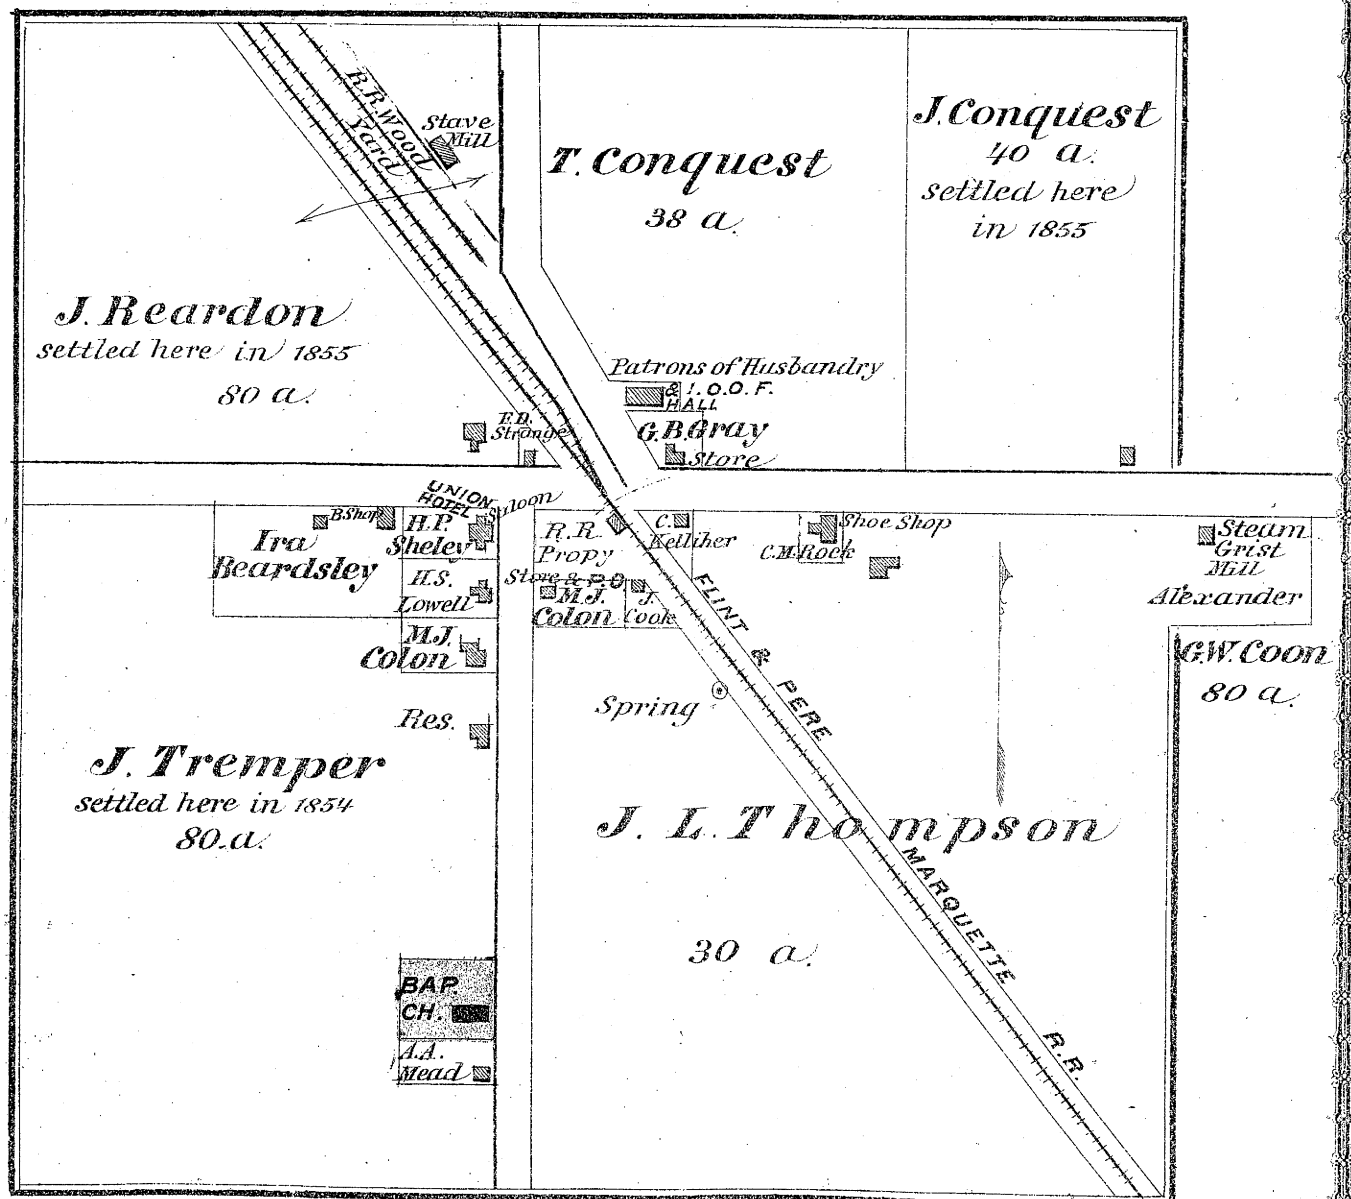 R.R. Wood
Yard
Stave
Mill
T. Conquest
38 a.
J. Conquest
40 a.
settled here
in 1855
J. Reardon
settled here in 1855
80 a.
Patrons of Husbandry
& I.O.O.F.
HALL
G.B. Gray
Store
F.D.
Strange
UNION
HOTEL
Saloon
B. Shop
Ira
Beardsley
H.P.
Sheley
H.S.
Lowell
M.J.
Colon
Res.
R.R.
Propy
Store & P.O
M.J.
Colon
J.
Cook
C.
Kelliher
C.M. Rock
Shoe Shop
Steam
Grist
Mill
Alexander
G.W. Coon
80 a.
FLINT & PERE MARQUETTE R.R.
Spring
J. Tremper
settled here in 1854
80.a.
J. L. Thompson
30 a.
BAP.
CH.
A.A.
Mead